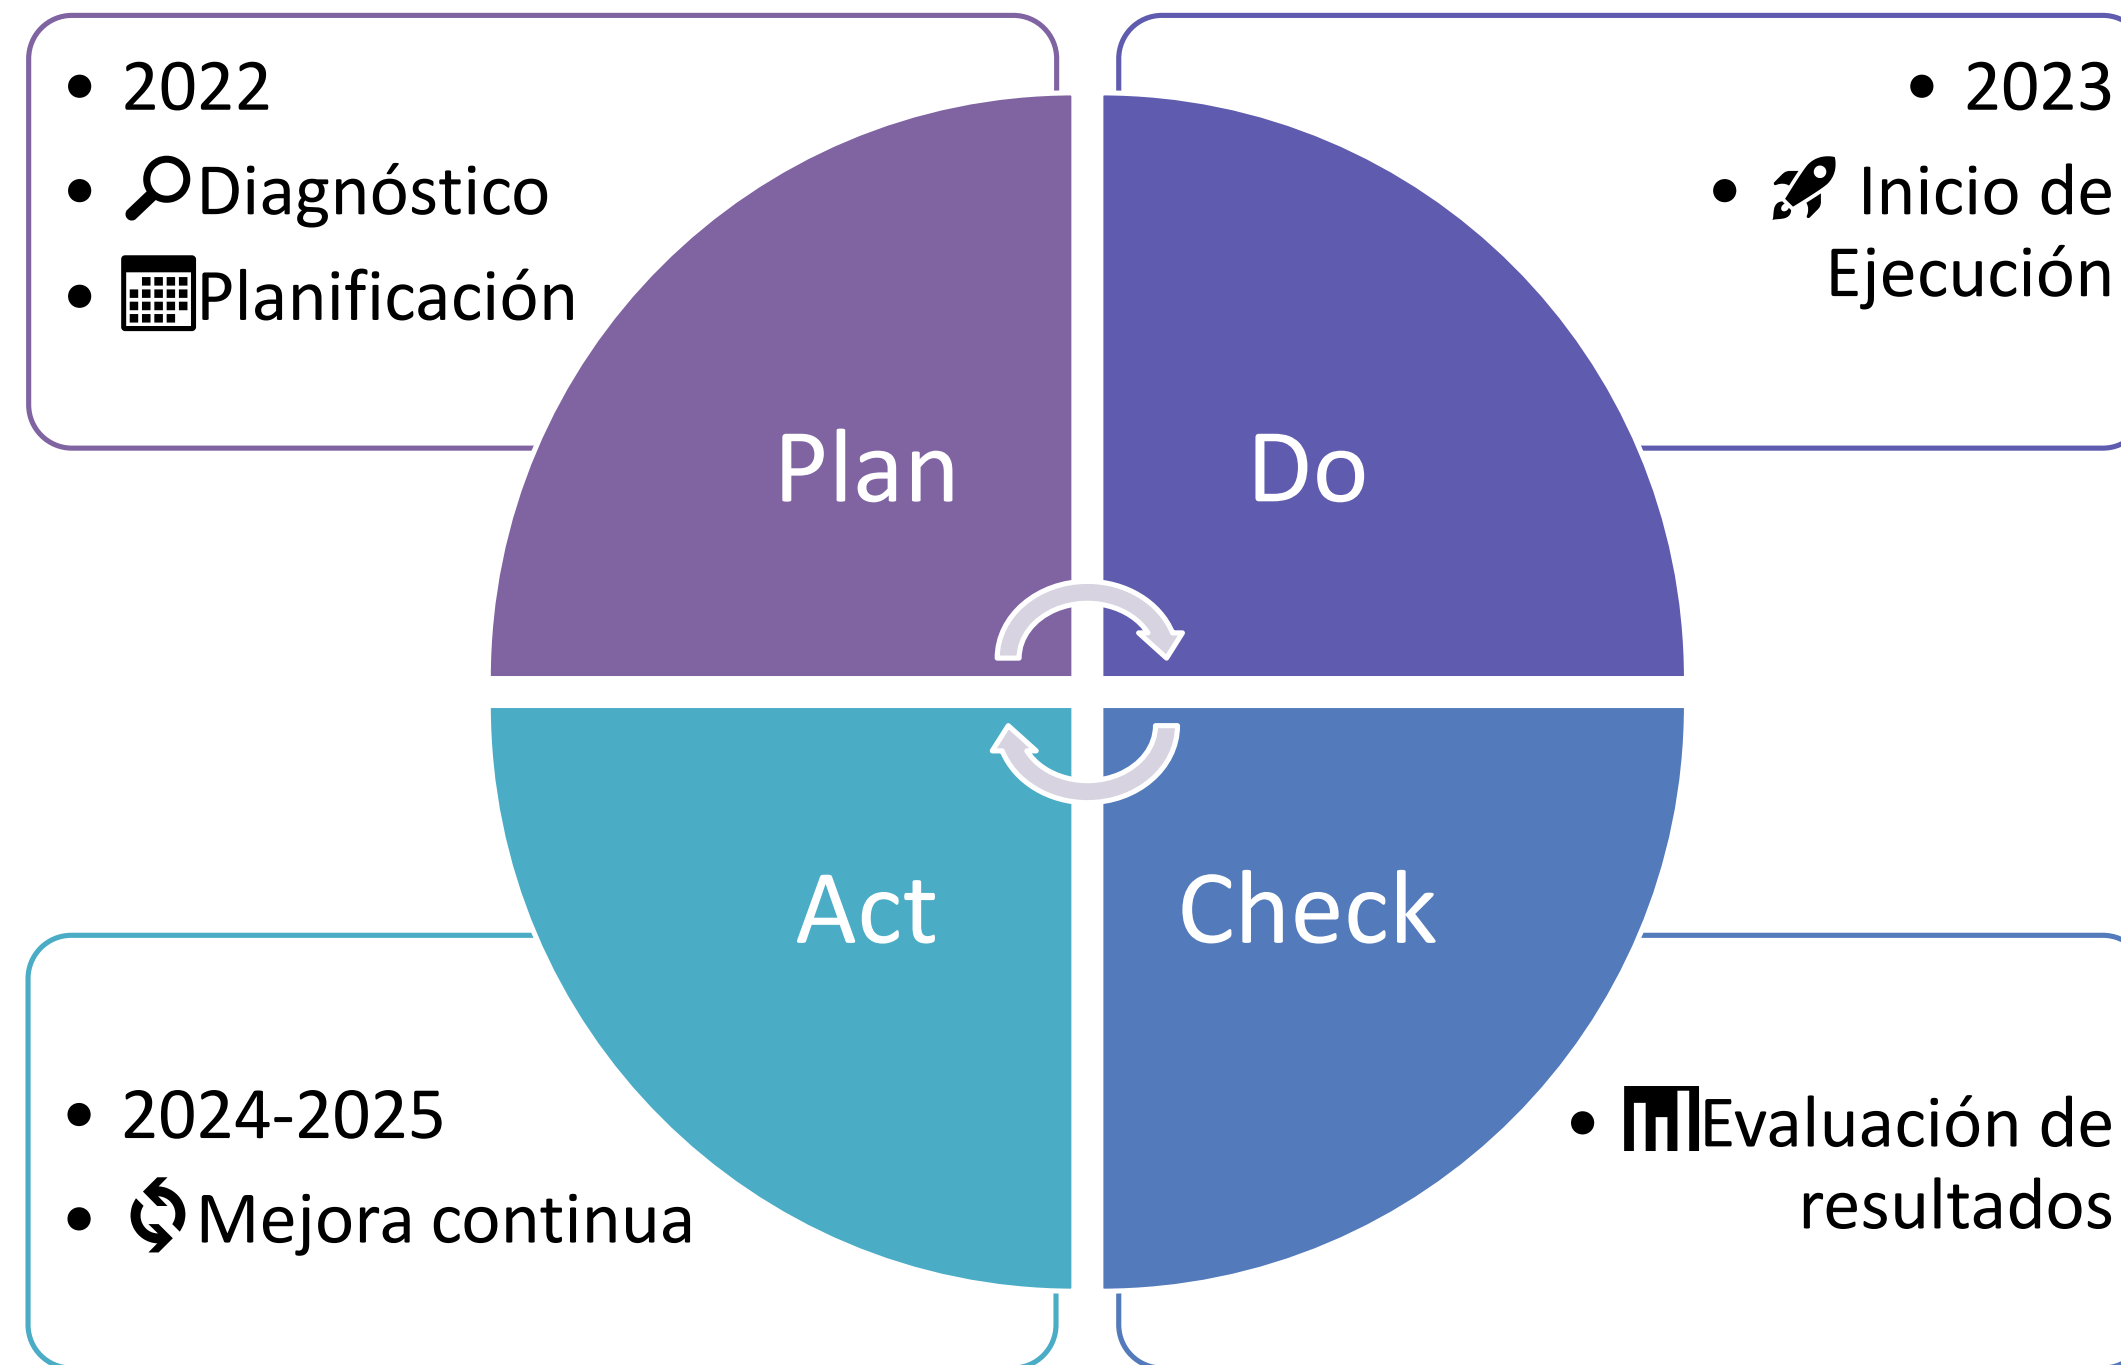 • 2022
• Diagnóstico
• Planificación
• 2023
• Inicio de
Ejecución
Plan
Do
Act
Check
• 2024-2025
• Mejora continua
• Evaluación de
resultados